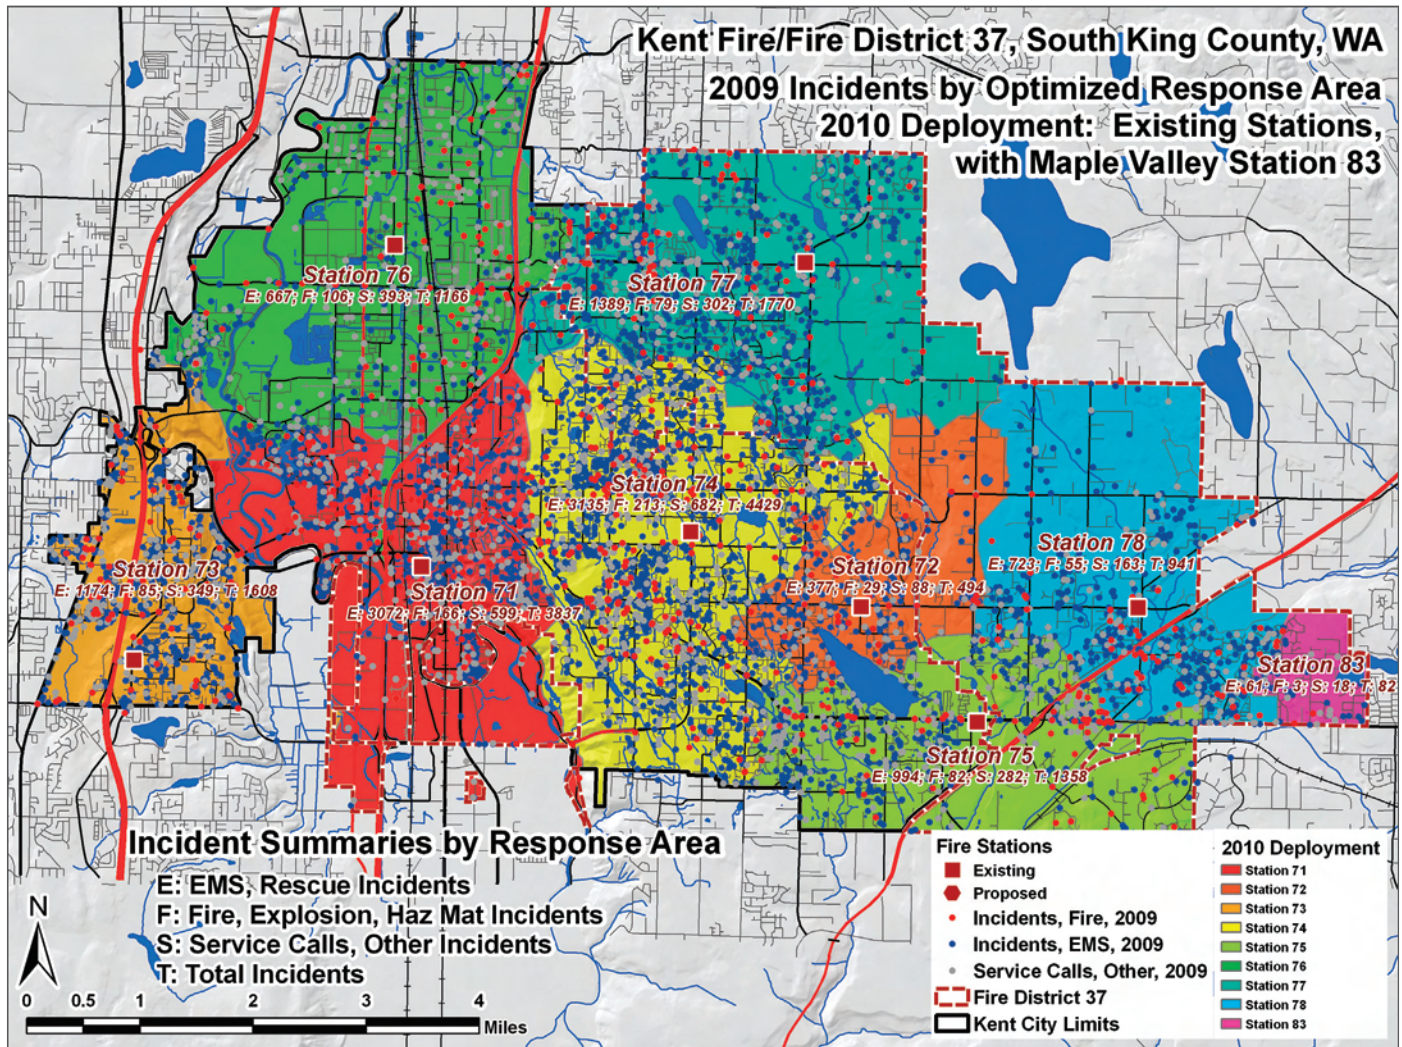 Kent Fire/Fire District 37, South King County, WA
2009 Incidents by Optimized Response Area
2010 Deployment: Existing Stations,
with Maple Valley Station 83
Station 76
E: 667; F: 106; S: 393; T: 1166
Station 77
E: 1389; F: 79; S: 302; T: 1770
Station 74
E: 3135; F: 213; S: 682; T: 4429
Station 78
E: 723; F: 55; S: 163; T: 941
Station 73
E: 1174; F: 85; S: 349; T: 1608
Station 72
E: 377; F: 29; S: 88; T: 494
Station 71
E: 3072; F: 166; S: 599; T: 3837
Station 83
E: 61; F: 3; S: 18; T: 82
Station 75
E: 994; F: 82; S: 282; T: 1358
Incident Summaries by Response Area
E: EMS, Rescue Incidents
F: Fire, Explosion, Haz Mat Incidents
S: Service Calls, Other Incidents
T: Total Incidents
N
0 0.5 1 2 3 4
Miles
Fire Stations
Existing
Proposed
Incidents, Fire, 2009
Incidents, EMS, 2009
Service Calls, Other, 2009
Fire District 37
Kent City Limits
2010 Deployment
Station 71
Station 72
Station 73
Station 74
Station 75
Station 76
Station 77
Station 78
Station 83